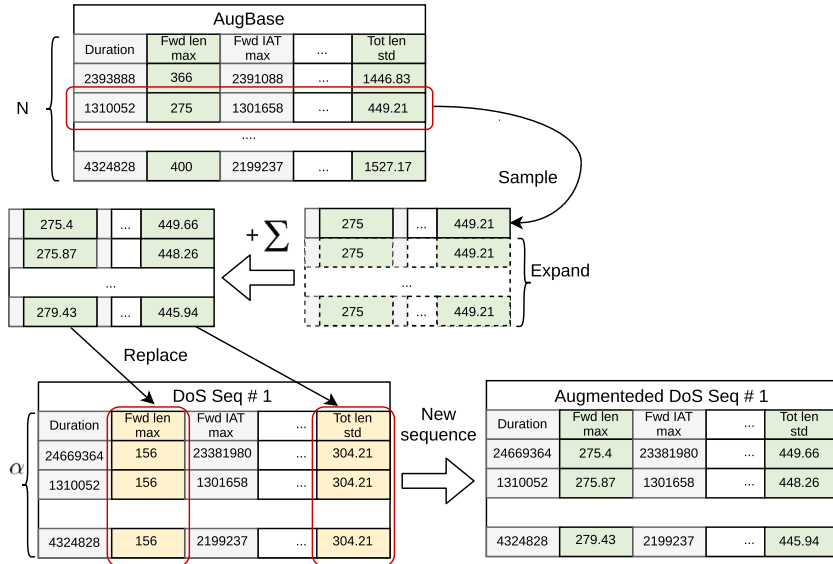 AugBase
Duration Fwd len max Fwd IAT max ... Tot len std
2393888 366 2391088 ... 1446.83
N
1310052 275 1301658 ... 449.21
....
4324828 400 2199237 ... 1527.17
Sample
275.4 ... 449.66
275.87 448.26
...
279.43 ... 445.94
+ ∑
275 ... 449.21
275 449.21
...
275 ... 449.21
Expand
Replace
DoS Seq # 1
Duration Fwd len max Fwd IAT max ... Tot len std
24669364 156 23381980 ... 304.21
α
1310052 156 1301658 ... 304.21
4324828 156 2199237 ... 304.21
New
sequence
Augmenteded DoS Seq # 1
Duration Fwd len max Fwd IAT max ... Tot len std
24669364 275.4 23381980 ... 449.66
1310052 275.87 1301658 ... 448.26
4324828 279.43 2199237 ... 445.94